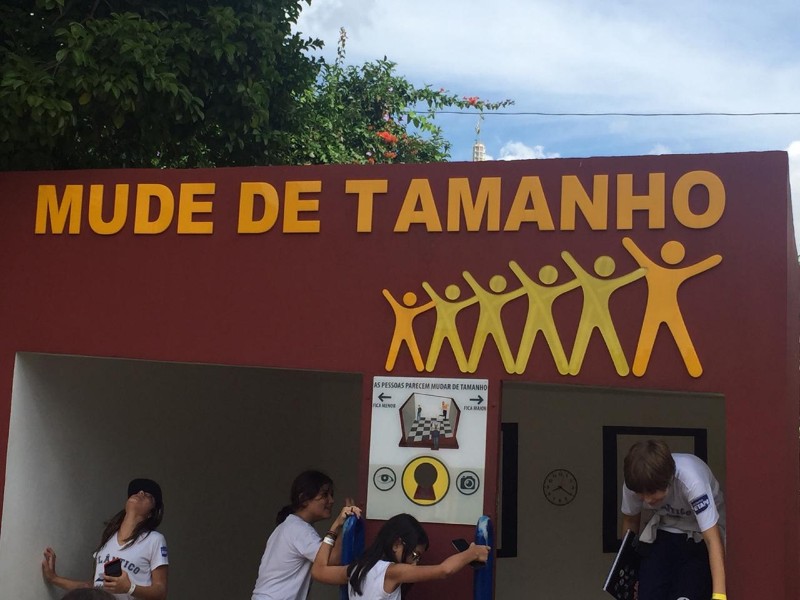 MUDE DE TAMANHO
AS PESSOAS PARECEM MUDAR DE TAMANHO
FICA MENOR
FICA MAIOR